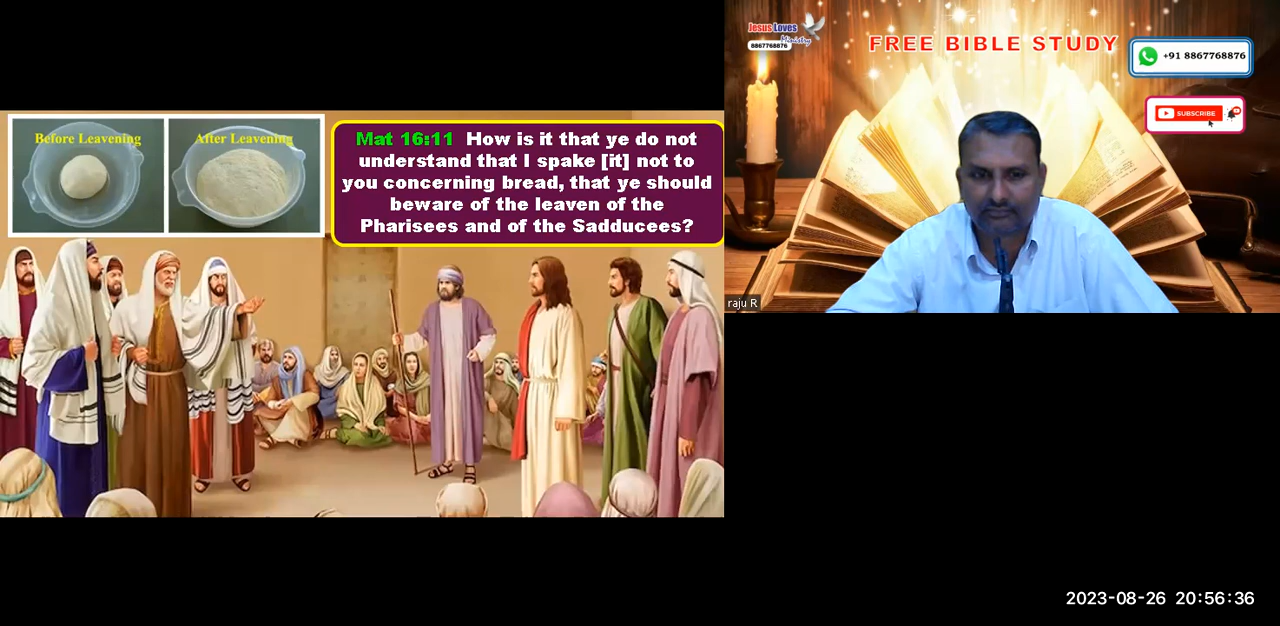 Before Leavening
After Leavening
Mat 16:11 How is it that ye do not
understand that I spake [it] not to
you concerning bread, that ye should
beware of the leaven of the
Pharisees and of the Sadducees?
Jesus Loves
Ministry
8867768876
FREE BIBLE STUDY
+91 8867768876
SUBSCRIBE
raju R
2023-08-26 20:56:36